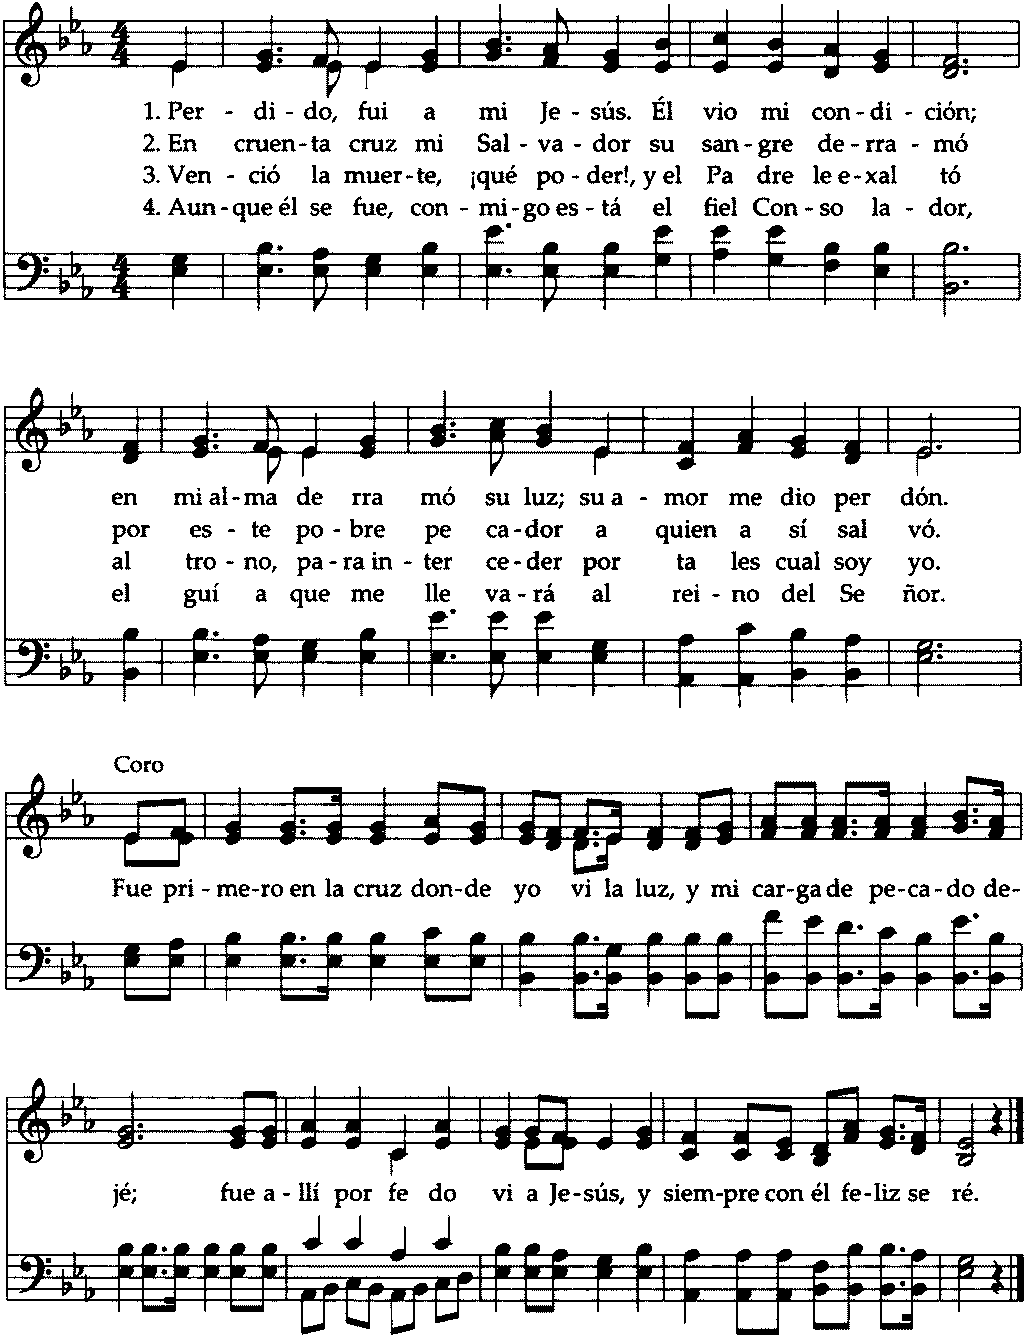 1. Per - di - do, fui a mi Je - sús. Él vio mi con - di - ción;
2. En cruen - ta cruz mi Sal - va - dor su san - gre de - rra - mó
3. Ven - ció la muer - te, ¡qué po - der!, y el Pa dre le e - xal tó
4. Aun - que él se fue, con - mi - go es - tá el fiel Con - so la - dor,
en mi al - ma de rra mó su luz; su a - mor me dio per dón.
por es - te po - bre pe ca - dor a quien a sí sal vó.
al tro - no, pa - ra in - ter ce - der por ta les cual soy yo.
el guí a que me lle va - rá al rei - no del Se ñor.
Coro
Fue pri - me - ro en la cruz don - de yo vi la luz, y mi car - ga de pe - ca - do de -
jé; fue a - llí por fe do vi a Je - sús, y siem - pre con él fe - liz se ré.